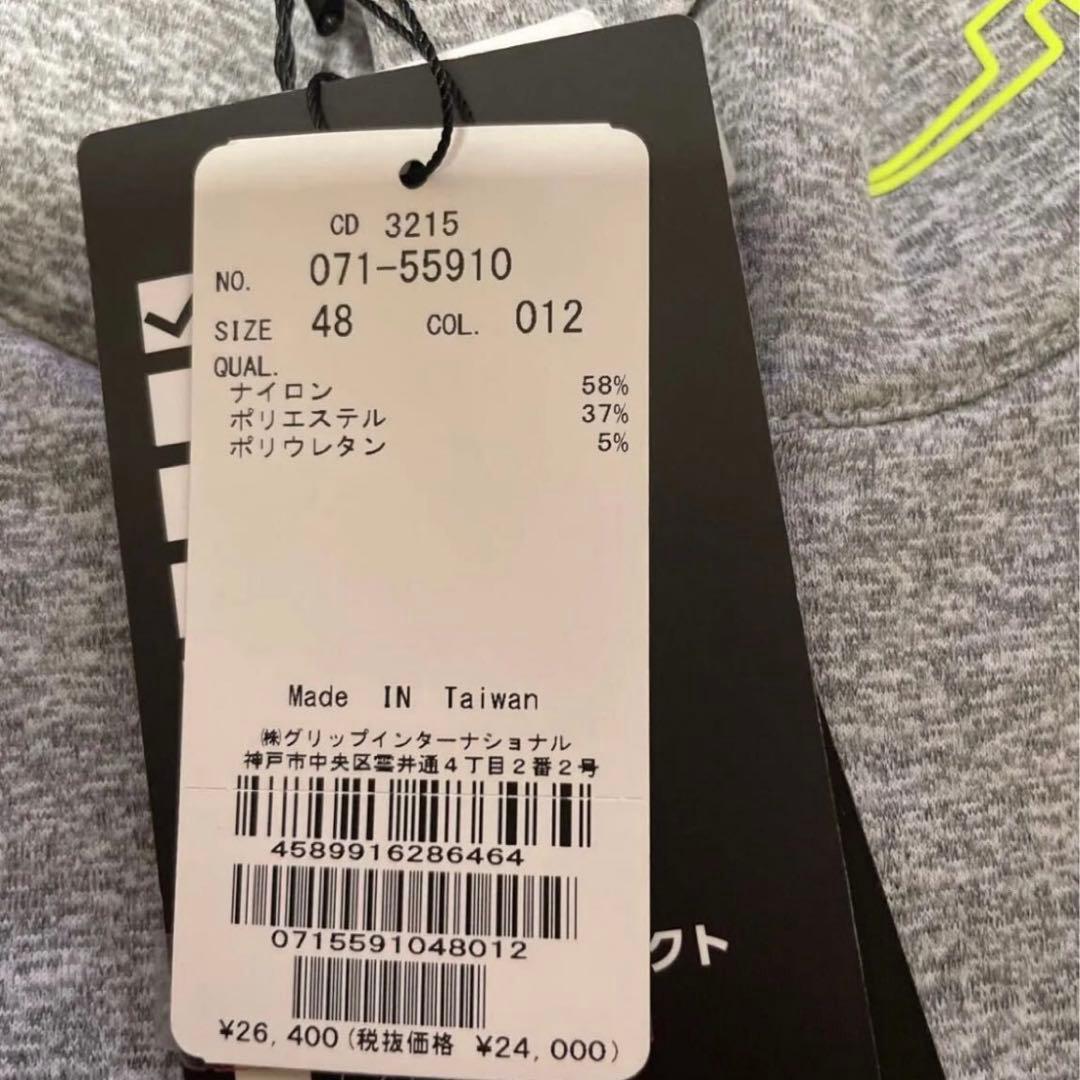 CD 3215
NO. 071-55910
SIZE 48 COL. 012
QUAL.
ナイロン 58%
ポリエステル 37%
ポリウレタン 5%
Made IN Taiwan
㈱グリップインターナショナル
神戸市中央区雲井通4丁目2番2号
4589916286464
0715591048012
¥26,400(税抜価格 ¥24,000)
クト